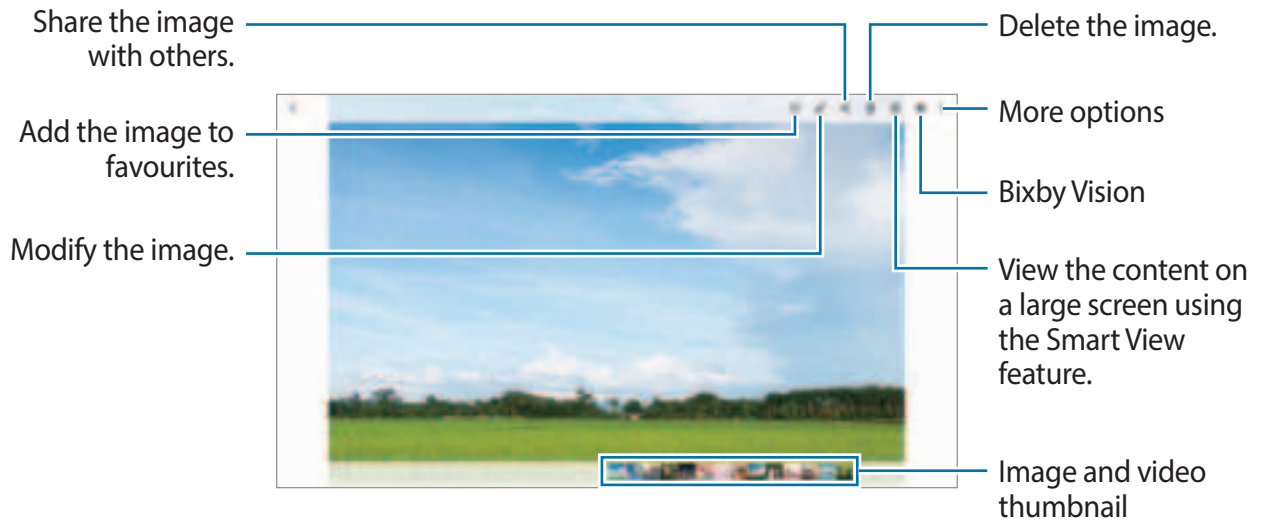 Share the image
with others.
Add the image to
favourites.
Modify the image.
Delete the image.
More options
Bixby Vision
View the content on
a large screen using
the Smart View
feature.
Image and video
thumbnail